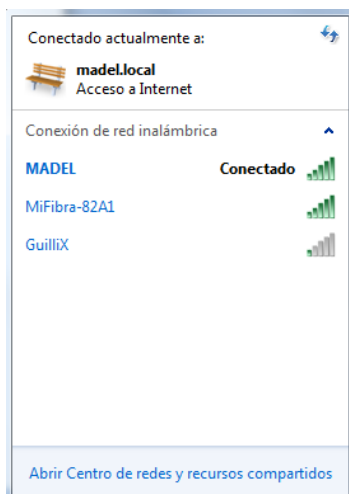 Conectado actualmente a:
madel.local
Acceso a Internet
Conexión de red inalámbrica
MADEL Conectado
MiFibra-82A1
GuilliX
Abrir Centro de redes y recursos compartidos